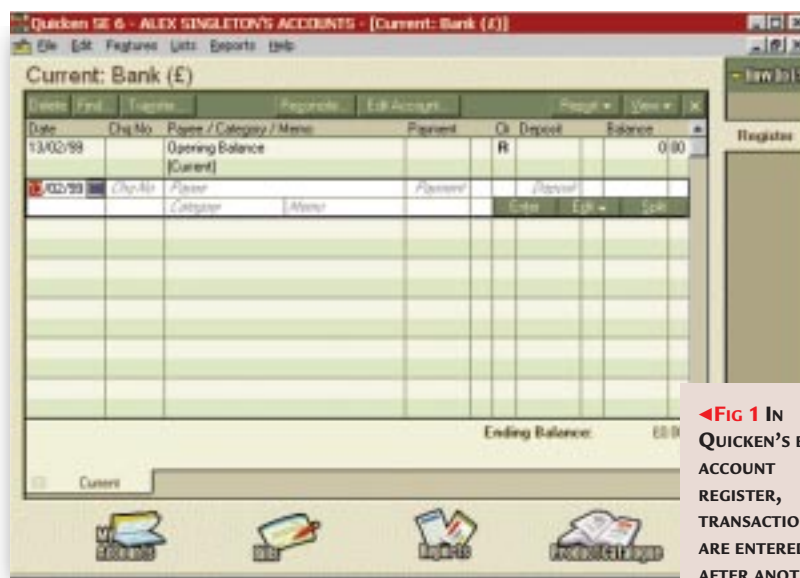 Quicken SE 6 - ALEX SINGLETON'S ACCOUNTS - [Current: Bank (£)]
File Edit Features Lists Reports Help
Current: Bank (£)
Delete Find... Transfer... Reconcile... Edit Account... Report View
Date Chq No Payee / Category / Memo Payment Clr Deposit Balance
13/02/99 Opening Balance R 0 00
[Current]
/02/99 Chq No Payee Payment Deposit
Category Memo Enter Edit Split
Register
Ending Balance:
Current
◀FIG 1 IN
QUICKEN'S
ACCOUNT
REGISTER,
ARE ENTERED